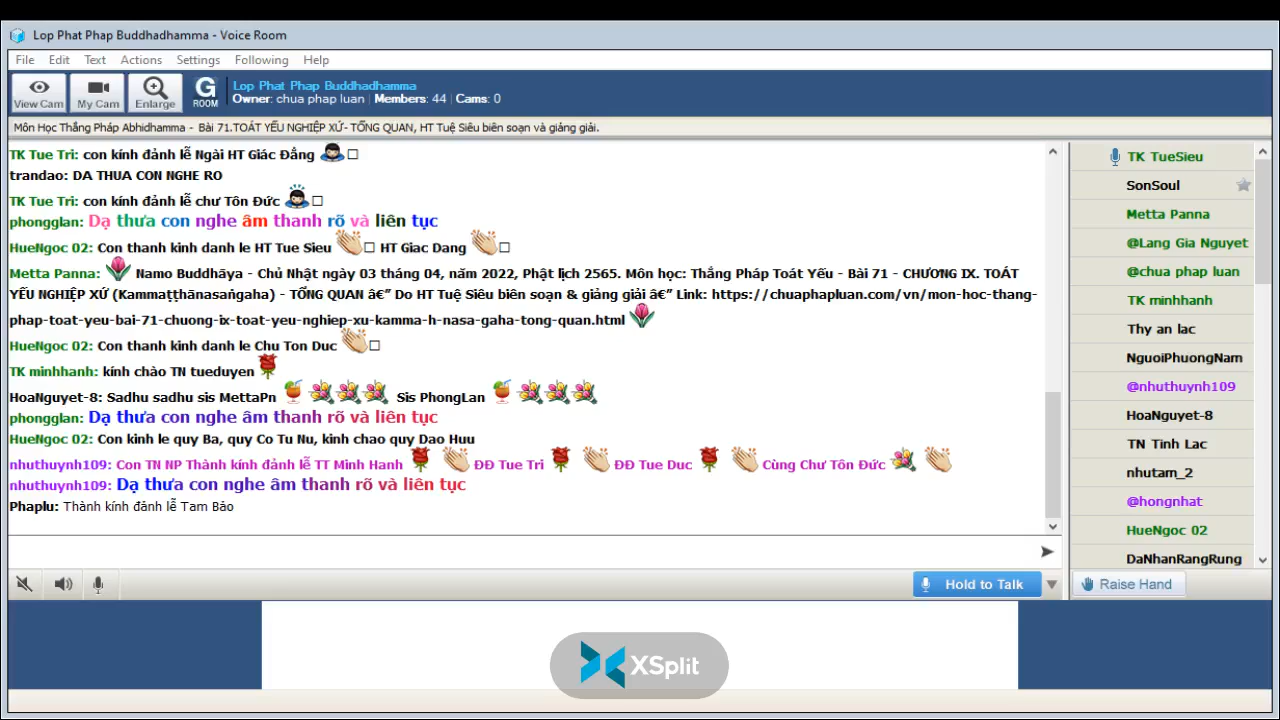 Lop Phat Phap Buddhadhamma - Voice Room
File Edit Text Actions Settings Following Help
View Cam My Cam Enlarge G ROOM
Lop Phat Phap Buddhadhamma
Owner: chua phap luan | Members: 44 | Cams: 0
Môn Học Thắng Pháp Abhidhamma - Bài 71.TOÁT YẾU NGHIỆP XỨ- TỔNG QUAN, HT Tuệ Siêu biên soạn và giảng giải.
TK Tue Tri: con kính đảnh lễ Ngài HT Giác Đẳng
trandao: DA THUA CON NGHE RO
TK Tue Tri: con kính đảnh lễ chư Tôn Đức
phongglan: Dạ thưa con nghe âm thanh rõ và liên tục
HueNgoc 02: Con thanh kinh danh le HT Tue Sieu HT Giac Dang
Metta Panna: Namo Buddhāya - Chủ Nhật ngày 03 tháng 04, năm 2022, Phật lịch 2565. Môn học: Thắng Pháp Toát Yếu - Bài 71 - CHƯƠNG IX. TOÁT
YẾU NGHIỆP XỨ (Kammaṭṭhānasaṅgaha) - TỔNG QUAN â€" Do HT Tuệ Siêu biên soạn & giảng giải â€" Link: https://chuaphapluan.com/vn/mon-hoc-thang-
phap-toat-yeu-bai-71-chuong-ix-toat-yeu-nghiep-xu-kamma-h-nasa-gaha-tong-quan.html
HueNgoc 02: Con thanh kinh danh le Chu Ton Duc
TK minhhanh: kính chào TN tueduyen
HoaNguyet-8: Sadhu sadhu sis MettaPn Sis PhongLan
phongglan: Dạ thưa con nghe âm thanh rõ và liên tục
HueNgoc 02: Con kinh le quy Ba, quy Co Tu Nu, kinh chao quy Dao Huu
nhuthuynh109: Con TN NP Thành kính đảnh lễ TT Minh Hanh ĐĐ Tue Tri ĐĐ Tue Duc Cùng Chư Tôn Đức
nhuthuynh109: Dạ thưa con nghe âm thanh rõ và liên tục
Phaplu: Thành kính đảnh lễ Tam Bảo
Hold to Talk
TK TueSieu
SonSoul
Metta Panna
@Lang Gia Nguyet
@chua phap luan
TK minhhanh
Thy an lac
NguoiPhuongNam
@nhuthuynh109
HoaNguyet-8
TN Tinh Lac
nhutam_2
@hongnhat
HueNgoc 02
DaNhanRangRung
Raise Hand
XSplit